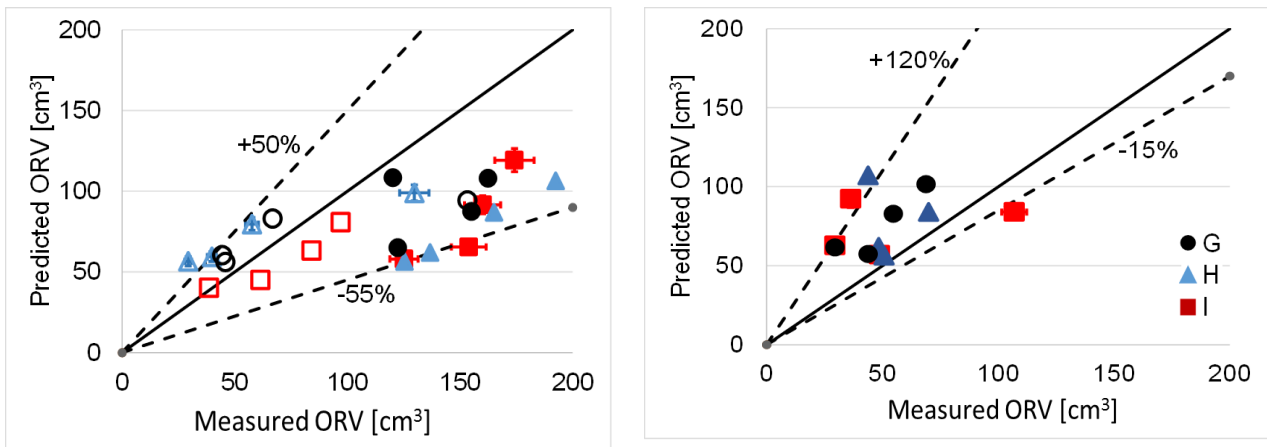 200
150
100
50
0
Predicted ORV [cm³]
+50%
-55%
0 50 100 150 200
Measured ORV [cm³]
200
150
100
50
0
Predicted ORV [cm³]
+120%
-15%
G
H
I
0 50 100 150 200
Measured ORV [cm³]